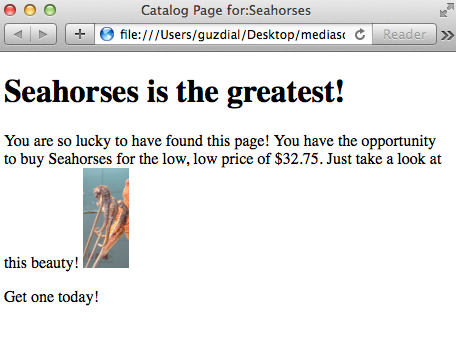 Catalog Page for:Seahorses
file:///Users/guzdial/Desktop/mediasc
Reader
Seahorses is the greatest!
You are so lucky to have found this page! You have the opportunity
to buy Seahorses for the low, low price of $32.75. Just take a look at
this beauty!
Get one today!